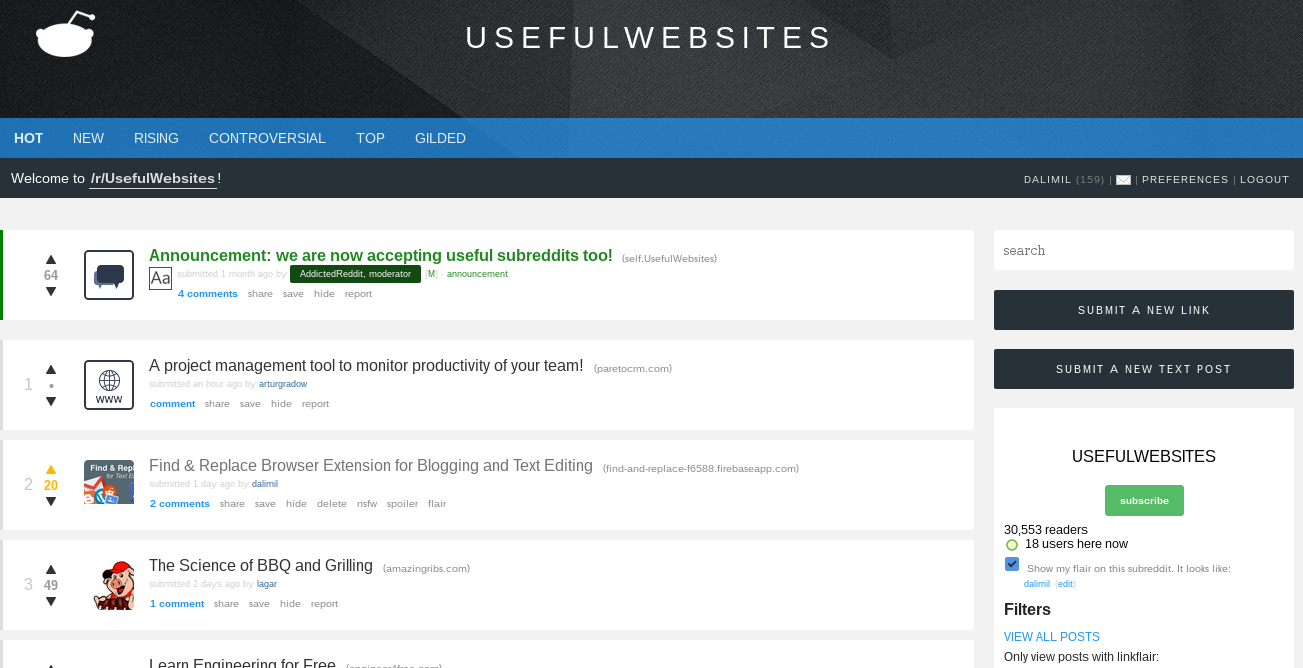 USEFULWEBSITES
HOT NEW RISING CONTROVERSIAL TOP GILDED
Welcome to /r/UsefulWebsites!
DALIMIL (159) | | PREFERENCES | LOGOUT
64
Announcement: we are now accepting useful subreddits too! (self.UsefulWebsites)
Aa submitted 1 month ago by AddictedReddit, moderator [M] - announcement
4 comments share save hide report
1 •
www
A project management tool to monitor productivity of your team! (paretocrm.com)
submitted an hour ago by arturgradow
comment share save hide report
2 20
Find & Repl
for Text E
Find & Replace Browser Extension for Blogging and Text Editing (find-and-replace-f6588.firebaseapp.com)
submitted 1 day ago by dalimil
2 comments share save hide delete nsfw spoiler flair
3 49
The Science of BBQ and Grilling (amazingribs.com)
submitted 2 days ago by lagar
1 comment share save hide report
Learn Engineering for Free (engineer4free.com)
search
SUBMIT A NEW LINK
SUBMIT A NEW TEXT POST
USEFULWEBSITES
subscribe
30,553 readers
18 users here now
Show my flair on this subreddit. It looks like:
dalimil (edit)
Filters
VIEW ALL POSTS
Only view posts with linkflair: